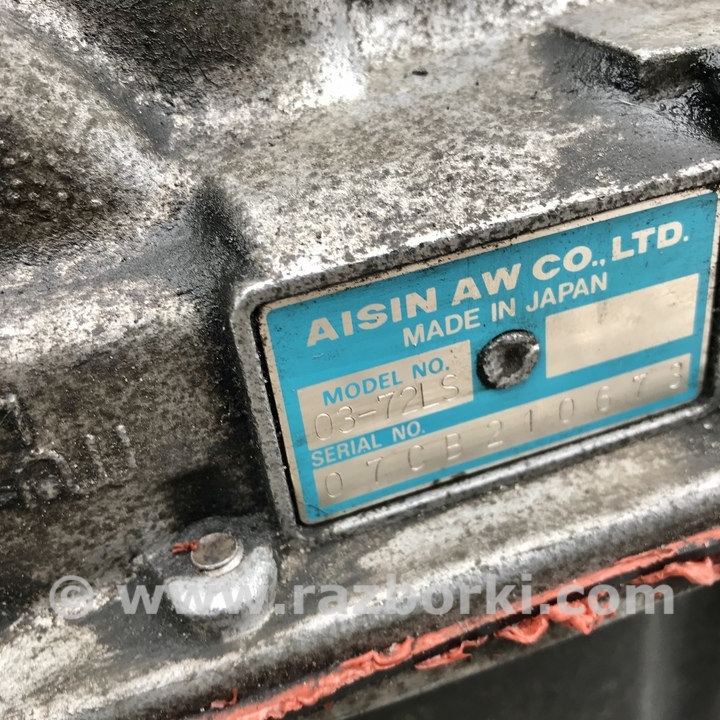 AISIN AW CO., LTD.
MADE IN JAPAN
MODEL NO.
03-72LS
SERIAL NO.
07CB210673
© www.razborki.com